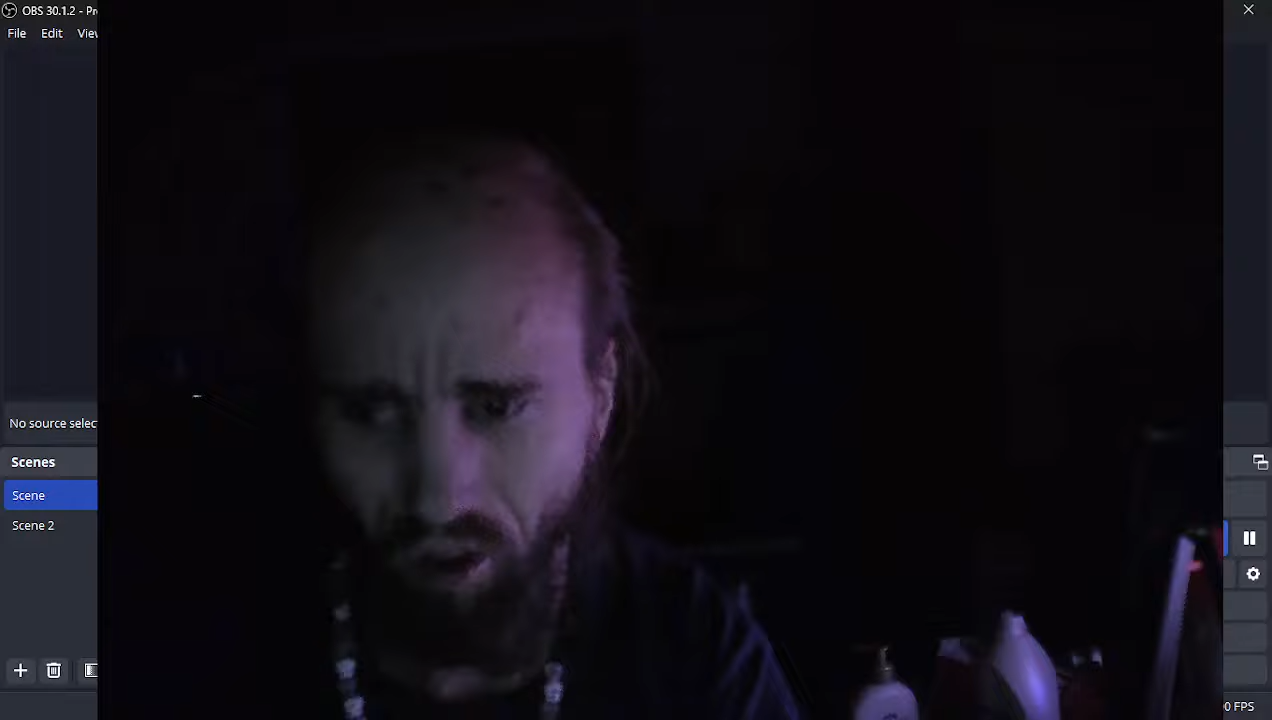 OBS 30.1.2 - Pr
File Edit View
No source selec
Scenes
Scene
Scene 2
0 FPS